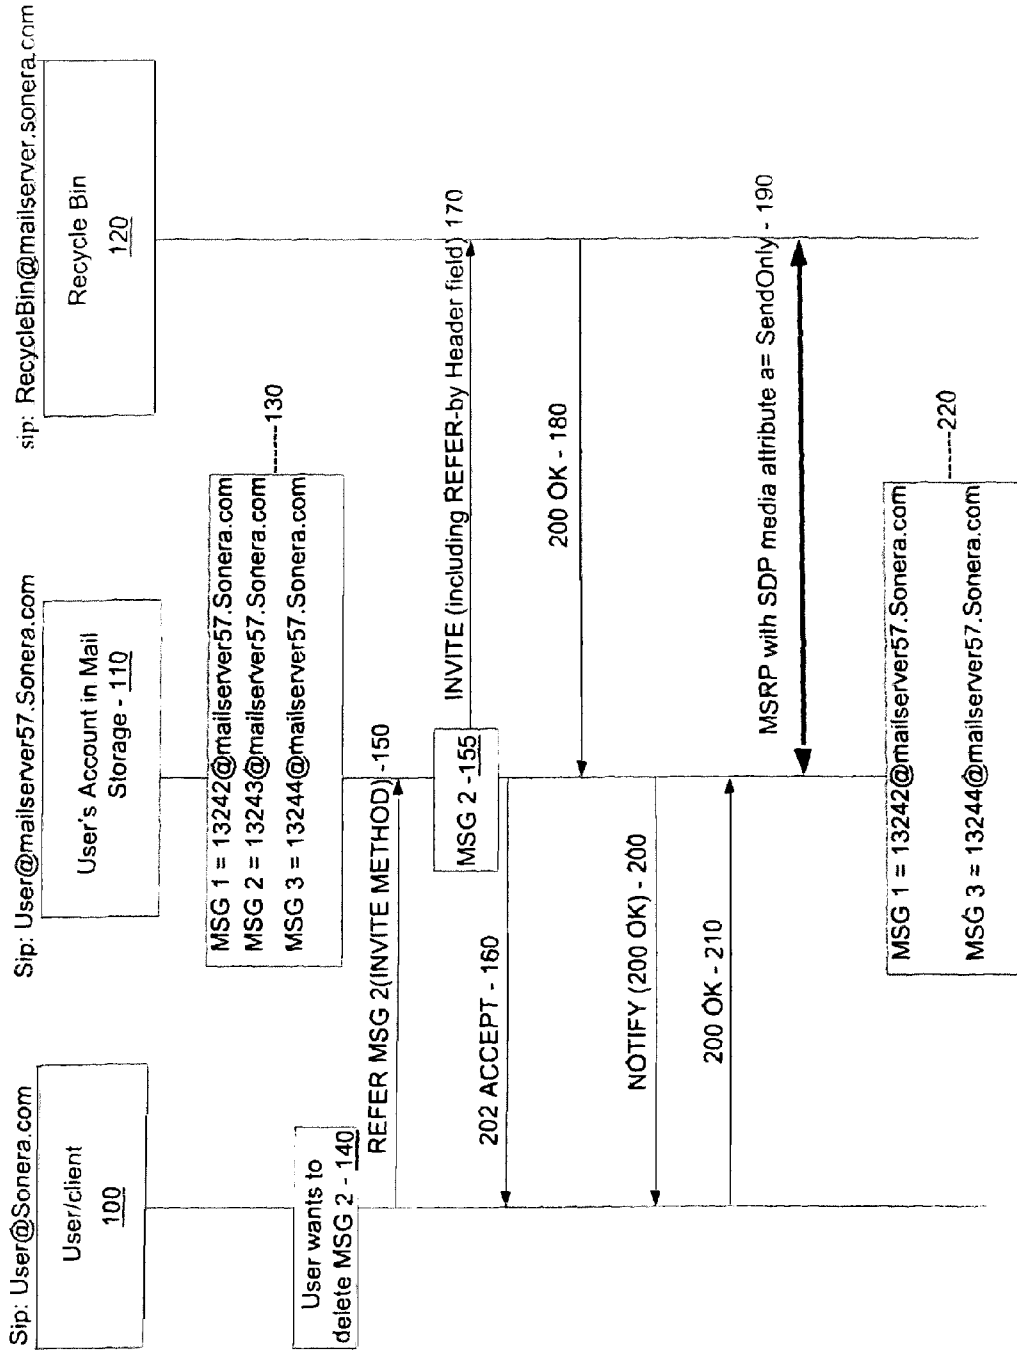 Sip: User@Sonera.com
User/client
100
Sip: User@mailserver57.Sonera.com
User's Account in Mail
Storage - 110
sip: RecycleBin@mailserver.sonera.com
Recycle Bin
120
MSG 1 = 13242@mailserver57.Sonera.com
MSG 2 = 13243@mailserver57.Sonera.com
MSG 3 = 13244@mailserver57.Sonera.com
-------130
User wants to
delete MSG 2 - 140
REFER MSG 2(INVITE METHOD) -150
MSG 2 -155
INVITE (including REFER-by Header field) 170
202 ACCEPT - 160
200 OK - 180
NOTIFY (200 OK) - 200
200 OK - 210
MSRP with SDP media attribute a= SendOnly - 190
MSG 1 = 13242@mailserver57.Sonera.com
MSG 3 = 13244@mailserver57.Sonera.com
-------220